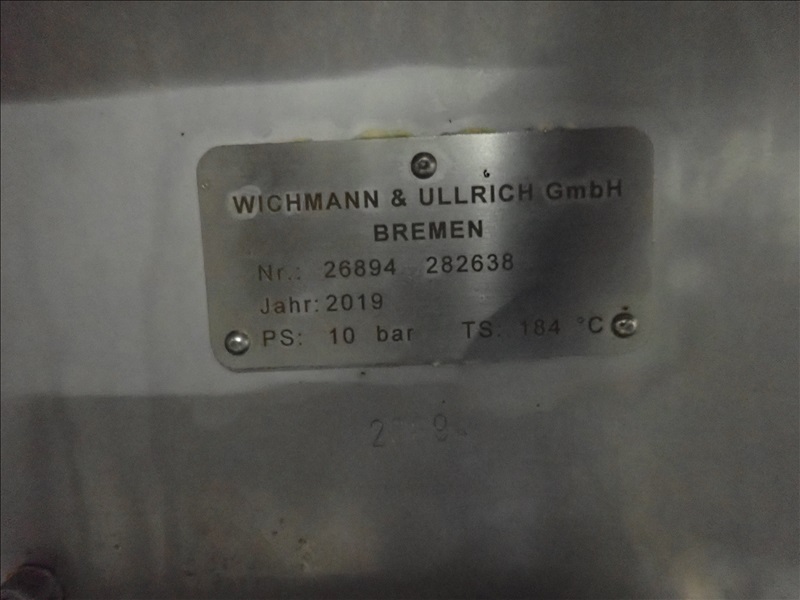 WICHMANN & ULLRICH GmbH
BREMEN
Nr.: 26894 282638
Jahr: 2019
PS: 10 bar TS: 184 °C